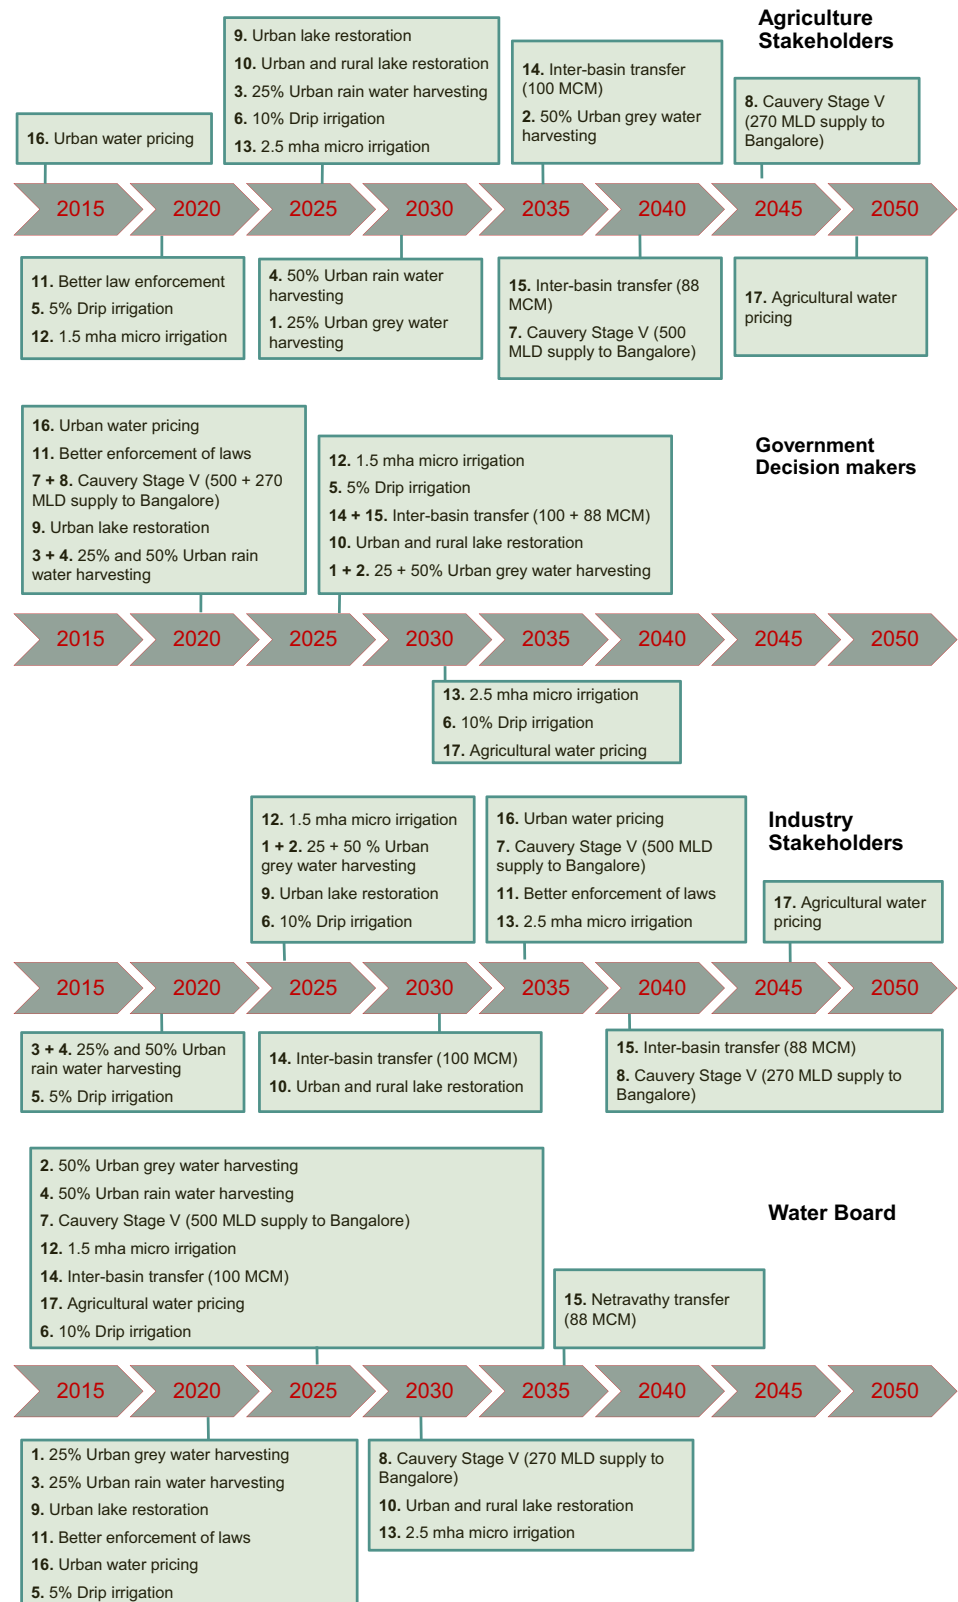 Agriculture
Stakeholders
9. Urban lake restoration
10. Urban and rural lake restoration
3. 25% Urban rain water harvesting
6. 10% Drip irrigation
13. 2.5 mha micro irrigation
14. Inter-basin transfer
(100 MCM)
2. 50% Urban grey water
harvesting
8. Cauvery Stage V
(270 MLD supply to
Bangalore)
16. Urban water pricing
2015 2020 2025 2030 2035 2040 2045 2050
11. Better law enforcement
5. 5% Drip irrigation
12. 1.5 mha micro irrigation
4. 50% Urban rain water
harvesting
1. 25% Urban grey water
harvesting
15. Inter-basin transfer (88
MCM)
7. Cauvery Stage V (500
MLD supply to Bangalore)
17. Agricultural water
pricing
Government
Decision makers
16. Urban water pricing
11. Better enforcement of laws
7 + 8. Cauvery Stage V (500 + 270
MLD supply to Bangalore)
9. Urban lake restoration
3 + 4. 25% and 50% Urban rain
water harvesting
12. 1.5 mha micro irrigation
5. 5% Drip irrigation
14 + 15. Inter-basin transfer (100 + 88 MCM)
10. Urban and rural lake restoration
1 + 2. 25 + 50% Urban grey water harvesting
2015 2020 2025 2030 2035 2040 2045 2050
13. 2.5 mha micro irrigation
6. 10% Drip irrigation
17. Agricultural water pricing
Industry
Stakeholders
12. 1.5 mha micro irrigation
1 + 2. 25 + 50 % Urban
grey water harvesting
9. Urban lake restoration
6. 10% Drip irrigation
16. Urban water pricing
7. Cauvery Stage V (500 MLD
supply to Bangalore)
11. Better enforcement of laws
13. 2.5 mha micro irrigation
17. Agricultural water
pricing
2015 2020 2025 2030 2035 2040 2045 2050
3 + 4. 25% and 50% Urban
rain water harvesting
5. 5% Drip irrigation
14. Inter-basin transfer (100 MCM)
10. Urban and rural lake restoration
15. Inter-basin transfer (88 MCM)
8. Cauvery Stage V (270 MLD supply to
Bangalore)
Water Board
2. 50% Urban grey water harvesting
4. 50% Urban rain water harvesting
7. Cauvery Stage V (500 MLD supply to Bangalore)
12. 1.5 mha micro irrigation
14. Inter-basin transfer (100 MCM)
17. Agricultural water pricing
6. 10% Drip irrigation
15. Netravathy transfer
(88 MCM)
2015 2020 2025 2030 2035 2040 2045 2050
1. 25% Urban grey water harvesting
3. 25% Urban rain water harvesting
9. Urban lake restoration
11. Better enforcement of laws
16. Urban water pricing
5. 5% Drip irrigation
8. Cauvery Stage V (270 MLD supply to
Bangalore)
10. Urban and rural lake restoration
13. 2.5 mha micro irrigation